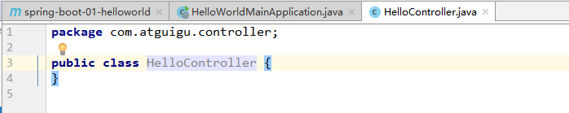 spring-boot-01-helloworld HelloWorldMainApplication.java HelloController.java
1 package com.atguigu.controller;
2
3 public class HelloController {
4 }
5